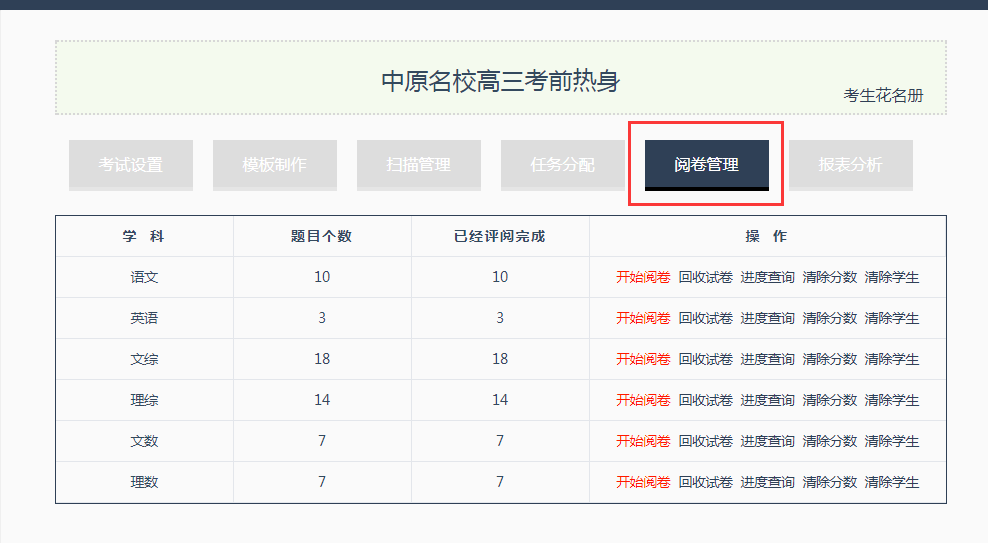 中原名校高三考前热身
考生花名册
考试设置 模板制作 扫描管理 任务分配 阅卷管理 报表分析
学 科 题目个数 已经评阅完成 操 作
语文 10 10 开始阅卷 回收试卷 进度查询 清除分数 清除学生
英语 3 3 开始阅卷 回收试卷 进度查询 清除分数 清除学生
文综 18 18 开始阅卷 回收试卷 进度查询 清除分数 清除学生
理综 14 14 开始阅卷 回收试卷 进度查询 清除分数 清除学生
文数 7 7 开始阅卷 回收试卷 进度查询 清除分数 清除学生
理数 7 7 开始阅卷 回收试卷 进度查询 清除分数 清除学生